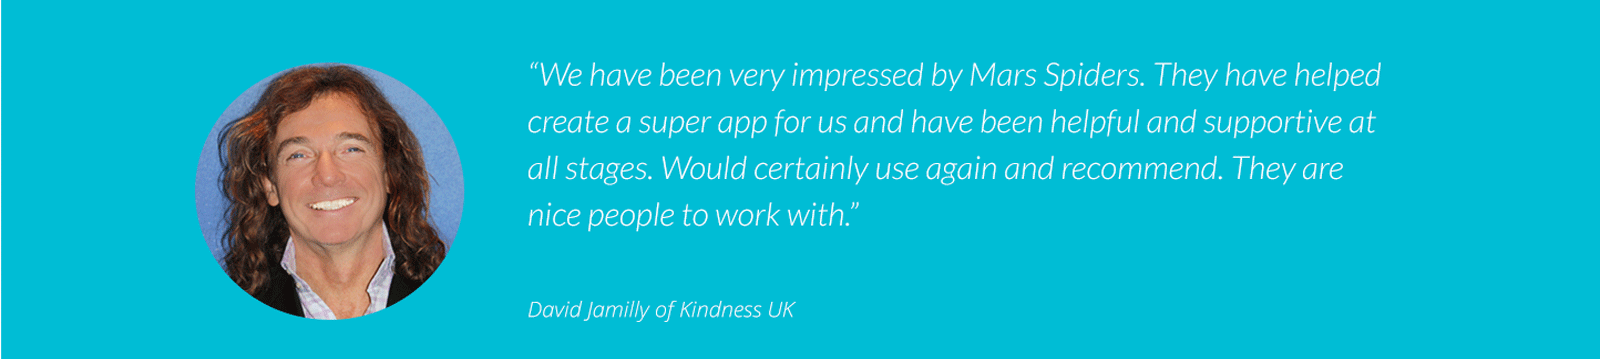 “We have been very impressed by Mars Spiders. They have helped
create a super app for us and have been helpful and supportive at
all stages. Would certainly use again and recommend. They are
nice people to work with.”
David Jamilly of Kindness UK